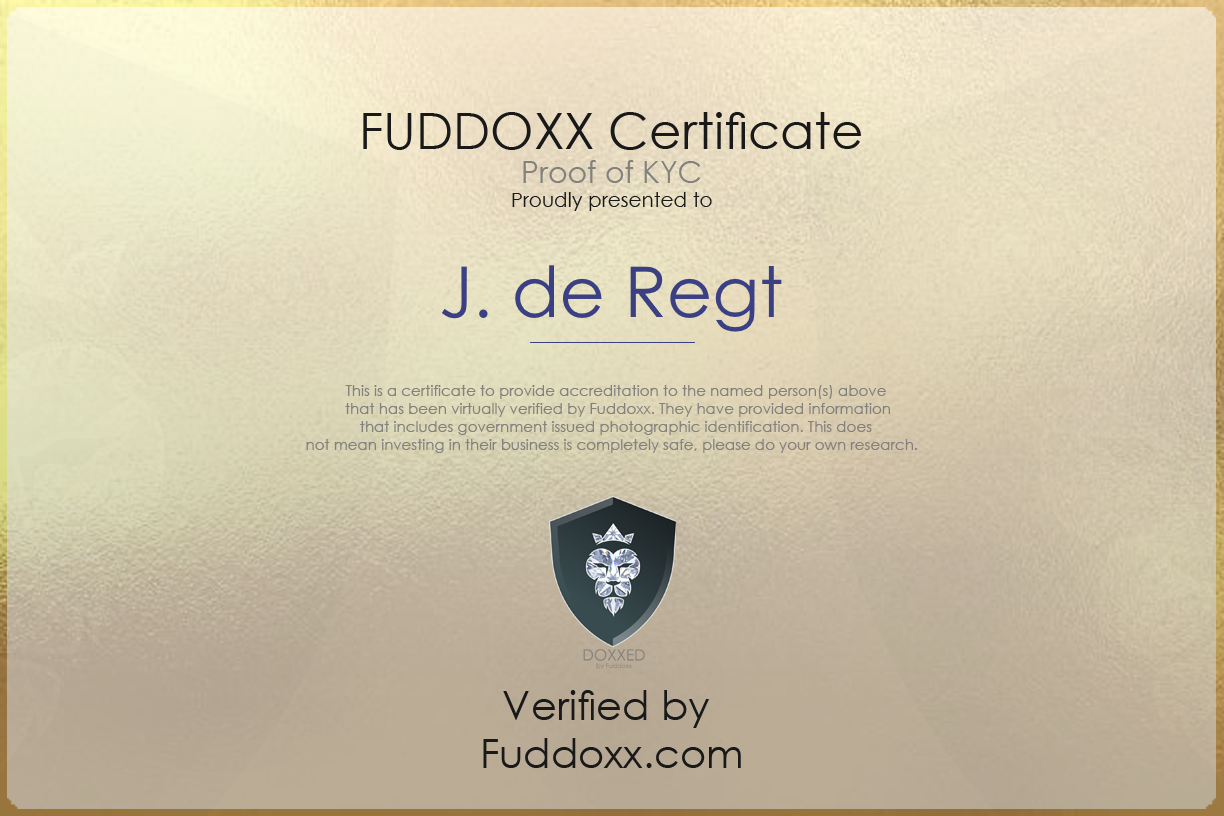 FUDDOXX Certificate
Proof of KYC
Proudly presented to
J. de Regt
This is a certificate to provide accreditation to the named person(s) above
that has been virtually verified by Fuddoxx. They have provided information
that includes government issued photographic identification. This does
not mean investing in their business is completely safe, please do your own research.
DOXXED
by Fuddoxx
Verified by
Fuddoxx.com